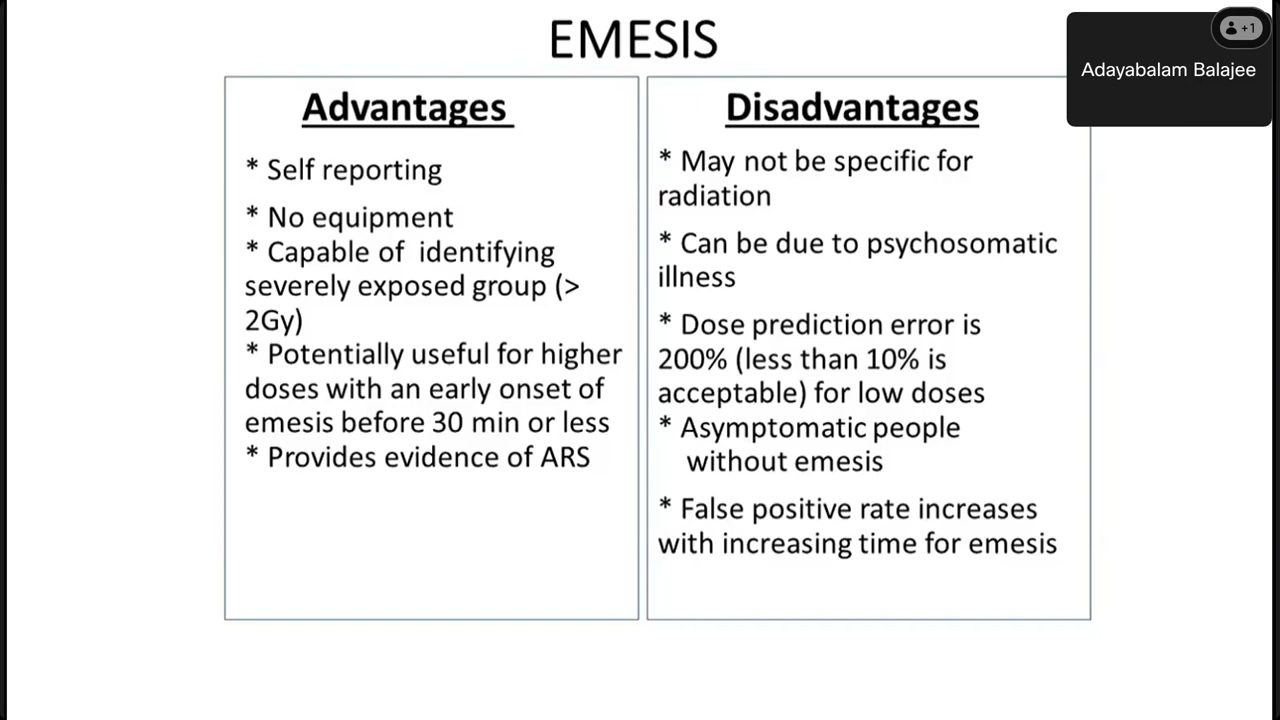 EMESIS
+1
Adayabalam Balajee
Advantages
* Self reporting
* No equipment
* Capable of  identifying
severely exposed group (>
2Gy)
* Potentially useful for higher
doses with an early onset of
emesis before 30 min or less
* Provides evidence of ARS
Disadvantages
* May not be specific for
radiation
* Can be due to psychosomatic
illness
* Dose prediction error is
200% (less than 10% is
acceptable) for low doses
* Asymptomatic people
without emesis
* False positive rate increases
with increasing time for emesis